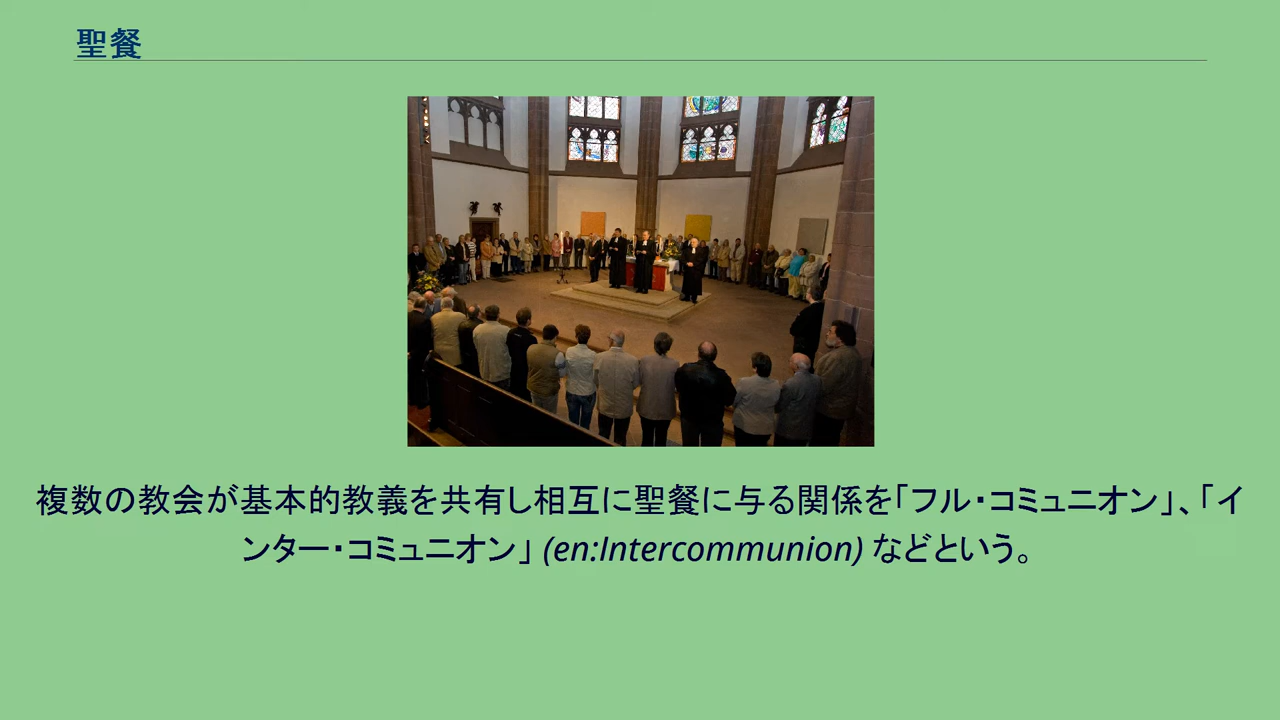 聖餐
複数の教会が基本的教義を共有し相互に聖餐に与る関係を「フル・コミュニオン」、「イ
ンター・コミュニオン」 (en:Intercommunion) などという。